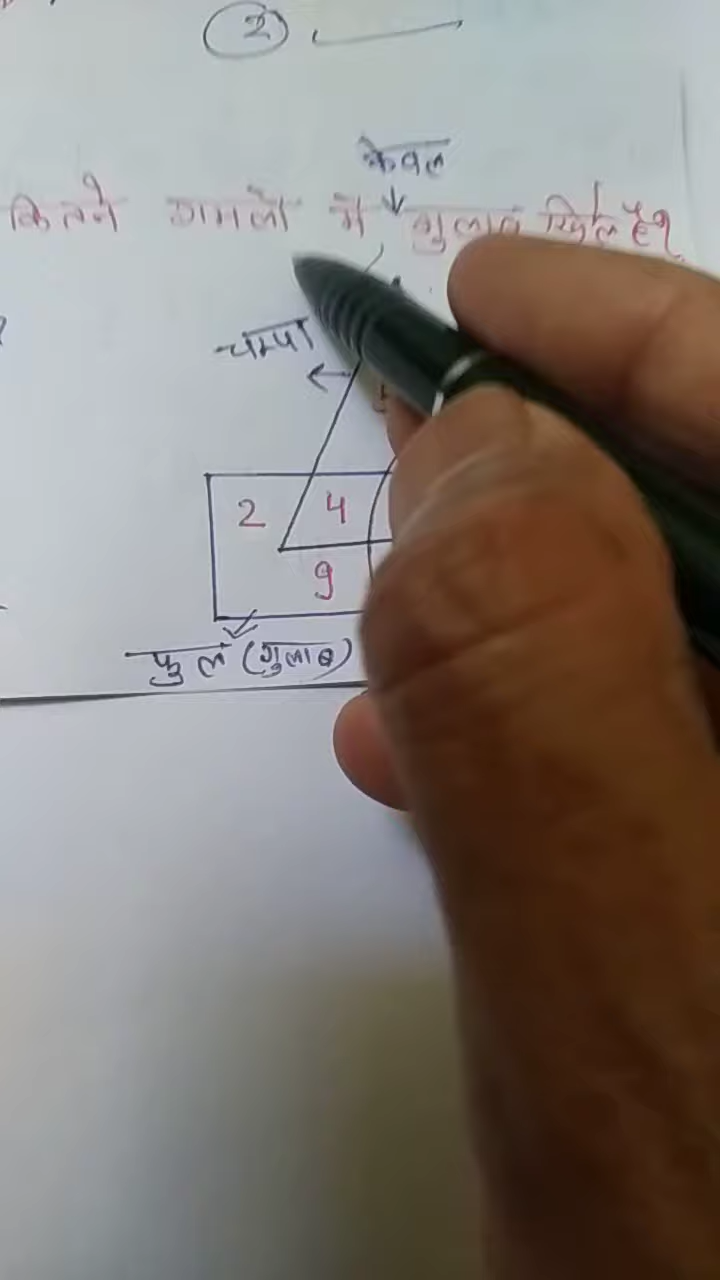 2
केवल
कितने गमलों में गुलाब खिले है?
चम्पा
2 4
9
फुल (गुलाब)